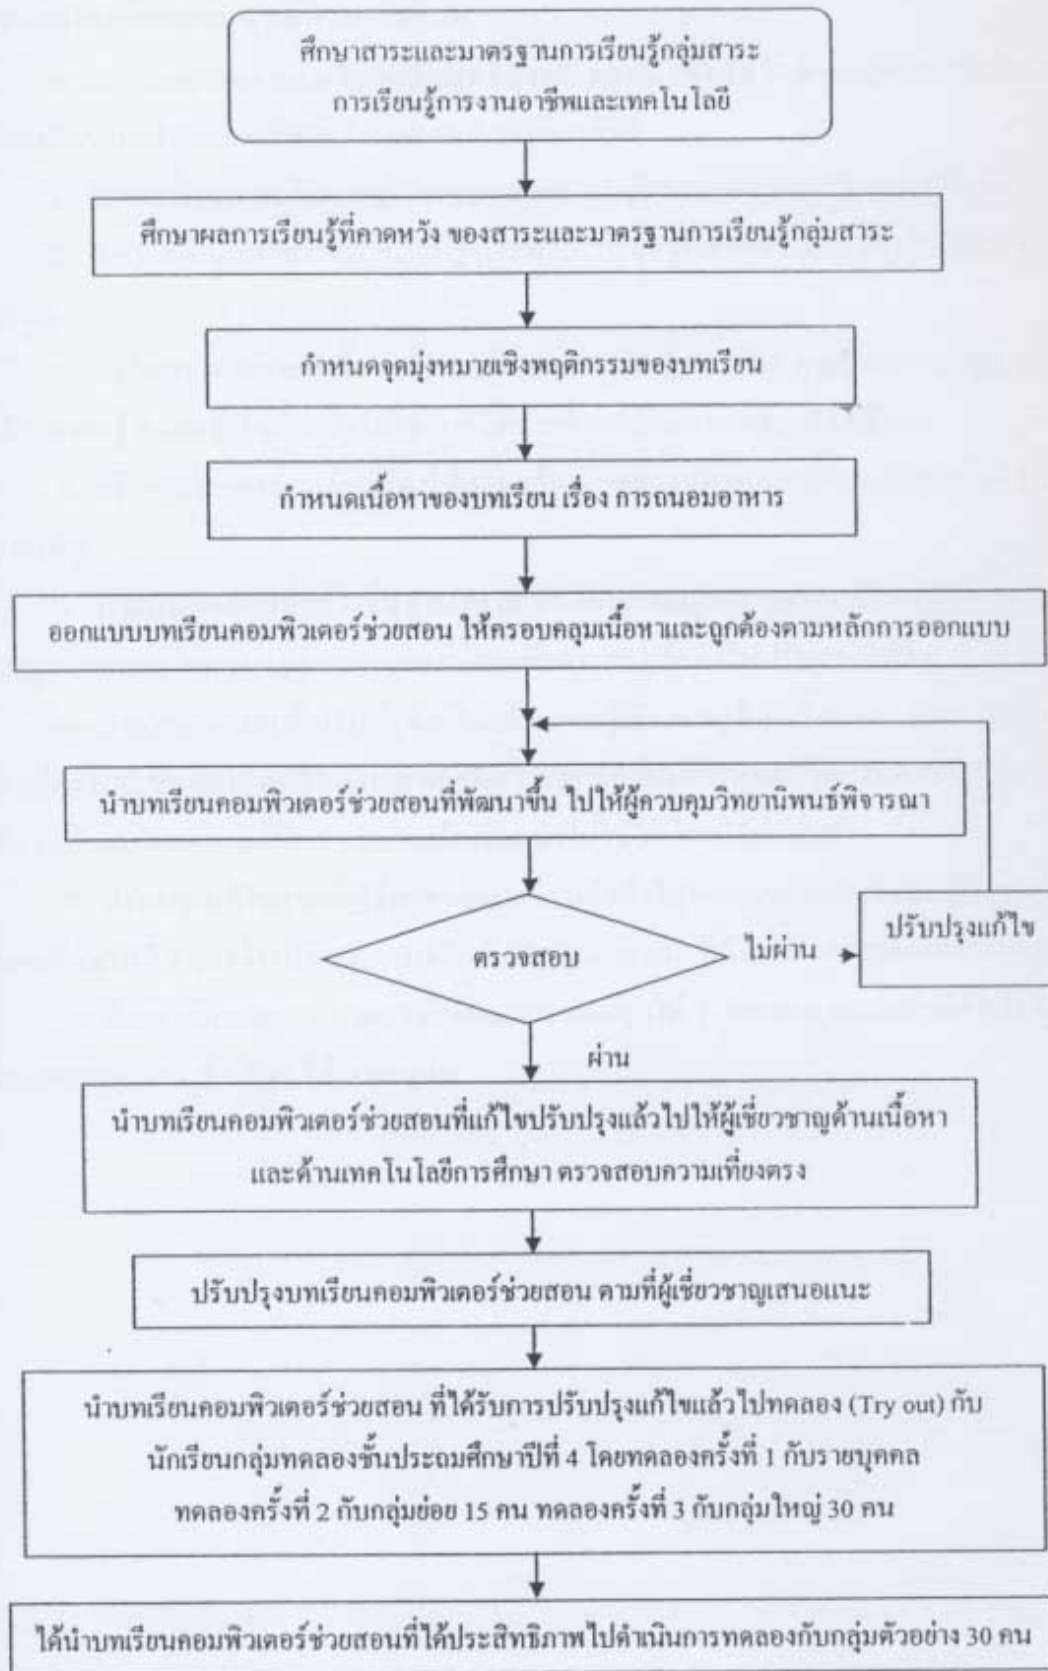 ศึกษาสาระและมาตรฐานการเรียนรู้กลุ่มสาระ
การเรียนรู้การงานอาชีพและเทคโนโลยี
ศึกษาผลการเรียนรู้ที่คาดหวัง ของสาระและมาตรฐานการเรียนรู้กลุ่มสาระ
กำหนดจุดมุ่งหมายเชิงพฤติกรรมของบทเรียน
กำหนดเนื้อหาของบทเรียน เรื่อง การถนอมอาหาร
ออกแบบบทเรียนคอมพิวเตอร์ช่วยสอน ให้ครอบคลุมเนื้อหาและถูกต้องตามหลักการออกแบบ
นำบทเรียนคอมพิวเตอร์ช่วยสอนที่พัฒนาขึ้น ไปให้ผู้ควบคุมวิทยานิพนธ์พิจารณา
ตรวจสอบ
ไม่ผ่าน
ปรับปรุงแก้ไข
ผ่าน
นำบทเรียนคอมพิวเตอร์ช่วยสอนที่แก้ไขปรับปรุงแล้วไปให้ผู้เชี่ยวชาญด้านเนื้อหา
และด้านเทคโนโลยีการศึกษา ตรวจสอบความเที่ยงตรง
ปรับปรุงบทเรียนคอมพิวเตอร์ช่วยสอน ตามที่ผู้เชี่ยวชาญเสนอแนะ
นำบทเรียนคอมพิวเตอร์ช่วยสอน ที่ได้รับการปรับปรุงแก้ไขแล้วไปทดลอง (Try out) กับ
นักเรียนกลุ่มทดลองชั้นประถมศึกษาปีที่ 4 โดยทดลองครั้งที่ 1 กับรายบุคคล
ทดลองครั้งที่ 2 กับกลุ่มย่อย 15 คน ทดลองครั้งที่ 3 กับกลุ่มใหญ่ 30 คน
ได้นำบทเรียนคอมพิวเตอร์ช่วยสอนที่ได้ประสิทธิภาพไปดำเนินการทดลองกับกลุ่มตัวอย่าง 30 คน